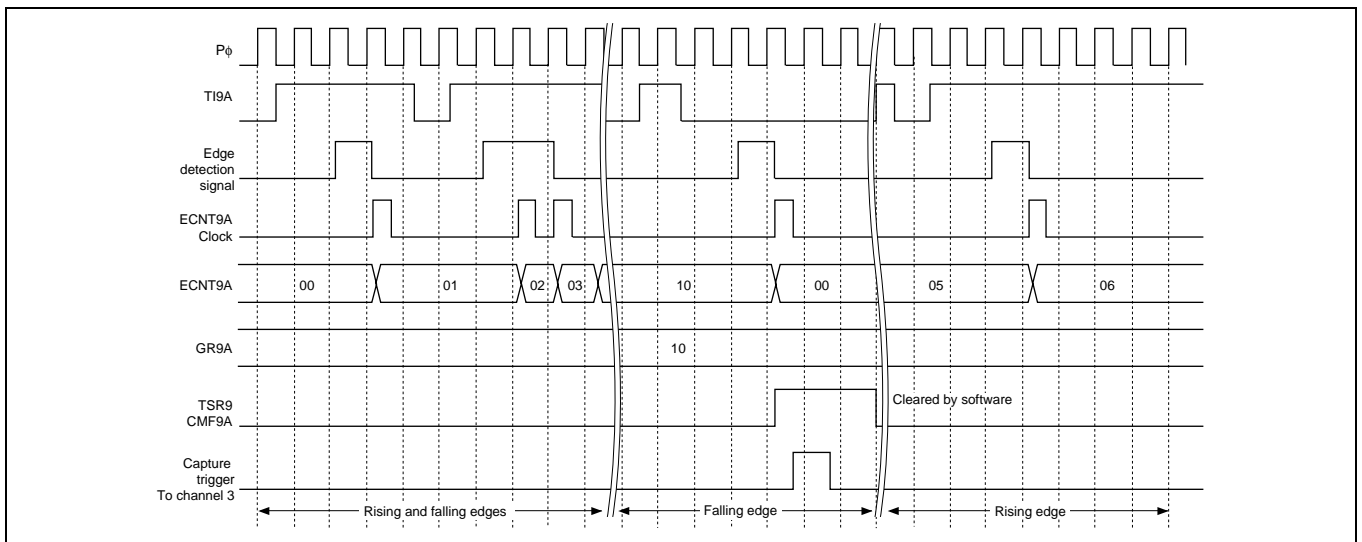 Pϕ
TI9A
Edge
detection
signal
ECNT9A
Clock
ECNT9A
00
01
02
03
10
00
05
06
GR9A
10
TSR9
CMF9A
Cleared by software
Capture
trigger
To channel 3
Rising and falling edges
Falling edge
Rising edge